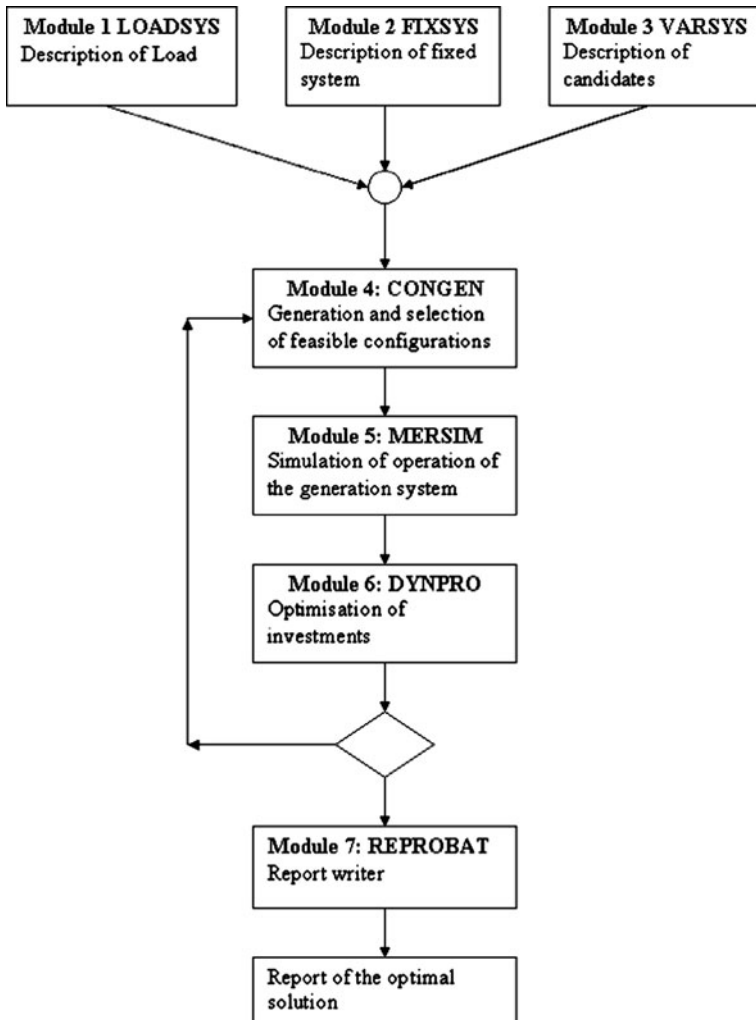 Module 1 LOADSYS
Description of Load
Module 2 FIXSYS
Description of fixed
system
Module 3 VARSYS
Description of
candidates
Module 4: CONGEN
Generation and selection
of feasible configurations
Module 5: MERSIM
Simulation of operation of
the generation system
Module 6: DYNPRO
Optimisation of
investments
Module 7: REPROBAT
Report writer
Report of the optimal
solution